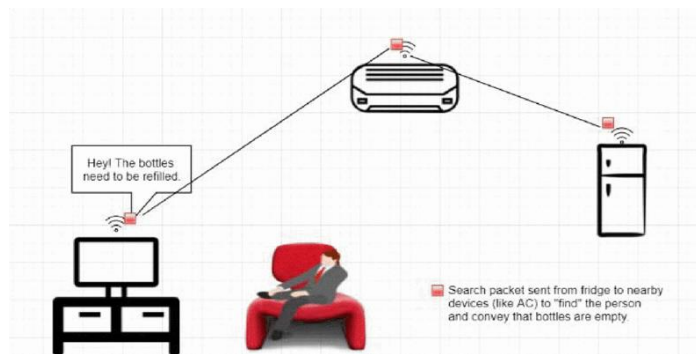 Hey! The bottles
need to be refilled.
Search packet sent from fridge to nearby
devices (like AC) to "find" the person
and convey that bottles are empty.